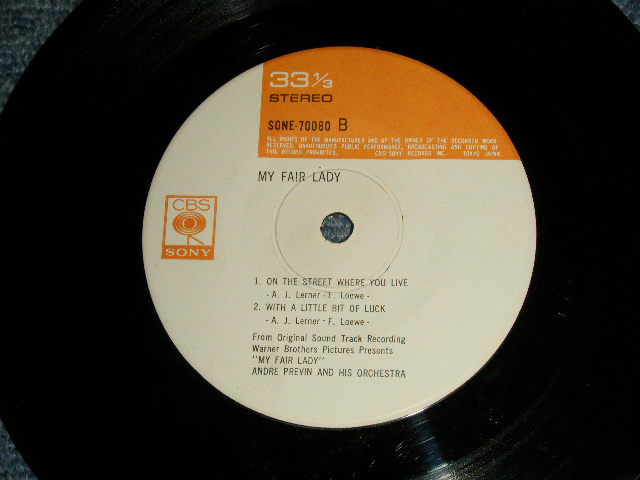 33 1/3
STEREO
SONE-70080 B
ALL RIGHTS OF THE MANUFACTURER AND OF THE OWNER OF THE RECORDED WORK
RESERVED. UNAUTHORIZED PUBLIC PERFORMANCE, BROADCASTING AND COPYING OF
THIS RECORD PROHIBITED. CBS/SONY RECORDS INC. TOKYO JAPAN.
MY FAIR LADY
CBS
SONY
1. ON THE STREET WHERE YOU LIVE
- A. J. Lerner - F. Loewe -
2. WITH A LITTLE BIT OF LUCK
- A. J. Lerner - F. Loewe -
From Original Sound Track Recording
Warner Brothers Pictures Presents
"MY FAIR LADY"
ANDRE PREVIN AND HIS ORCHESTRA